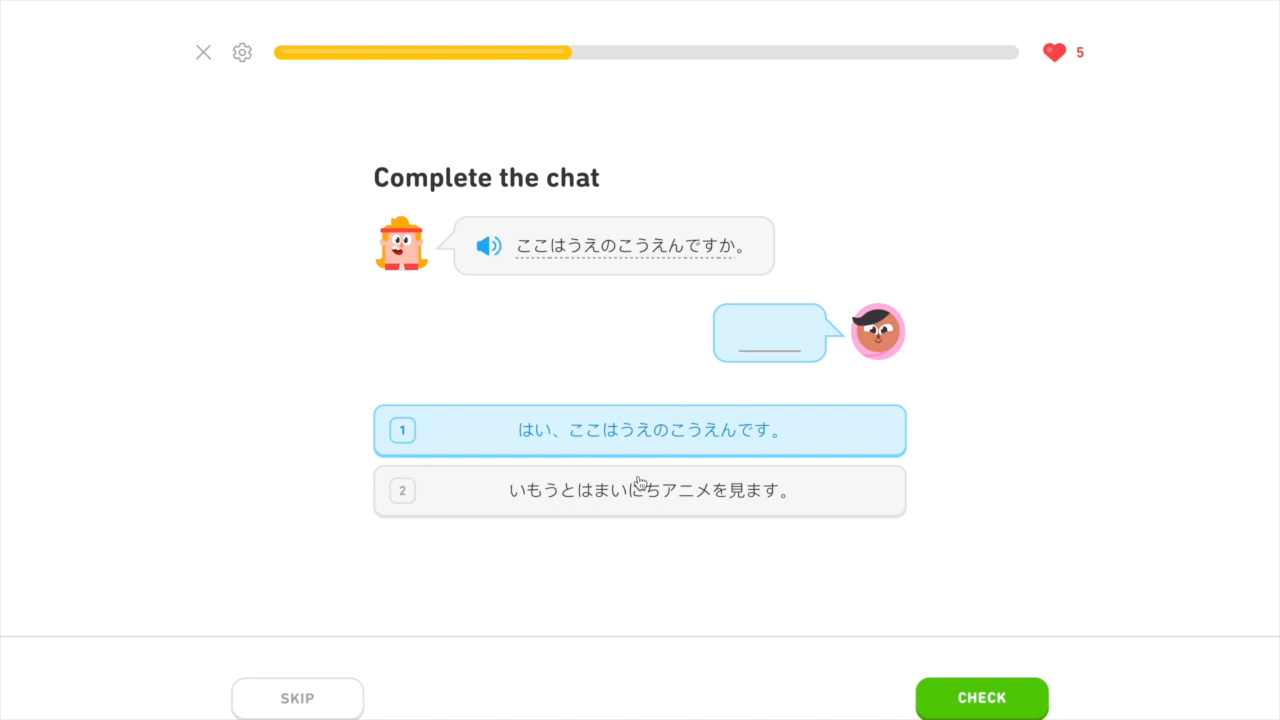 5
Complete the chat
ここはうえのこうえんですか。
1
はい、ここはうえのこうえんです。
2
いもうとはまいにちアニメを見ます。
SKIP
CHECK